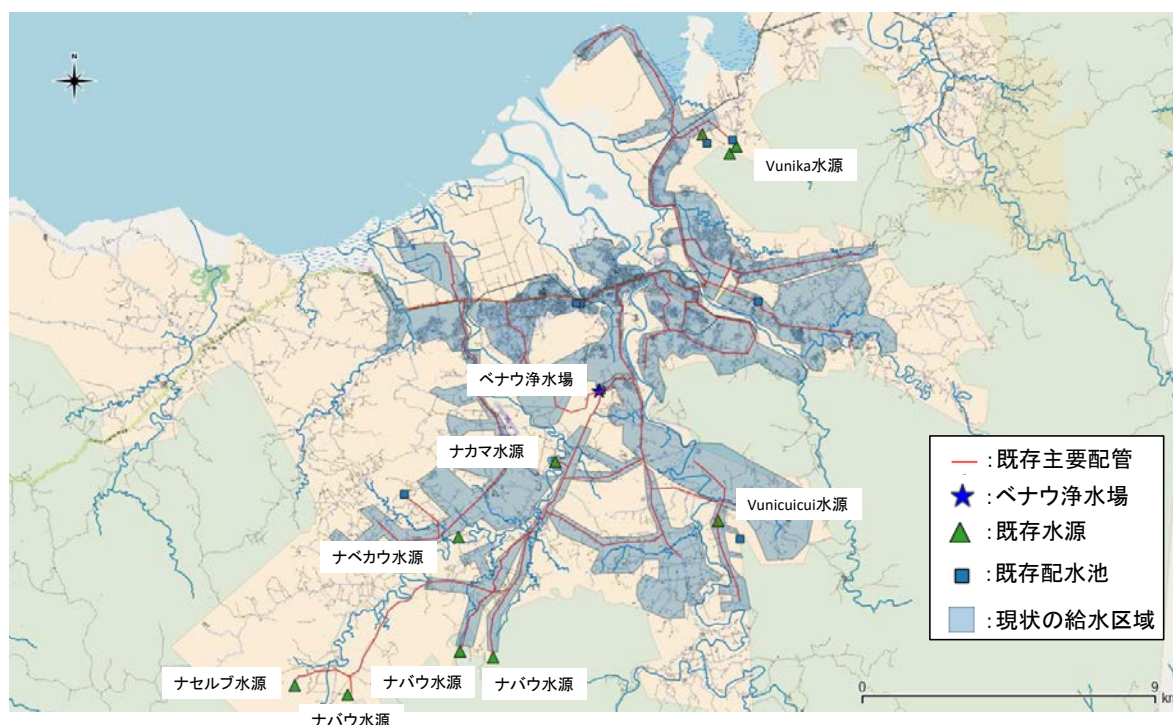 N
Vunika水源
ベナウ浄水場
ナカマ水源
Vunicuicui水源
ナベカウ水源
ナセルブ水源
ナバウ水源
ナバウ水源
ナバウ水源
:既存主要配管
:ベナウ浄水場
:既存水源
:既存配水池
:現状の給水区域
0
9
km